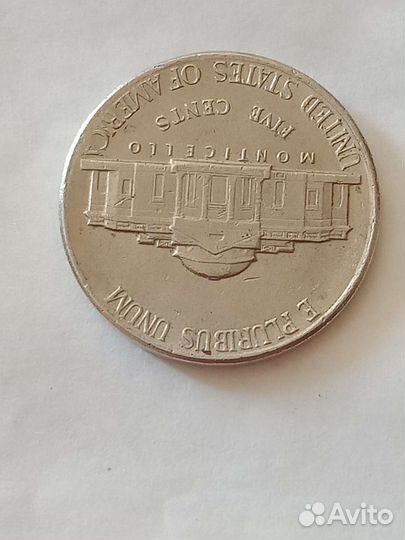 E PLURIBUS UNUM
MONTICELLO
FIVE CENTS
UNITED STATES OF AMERICA
Avito